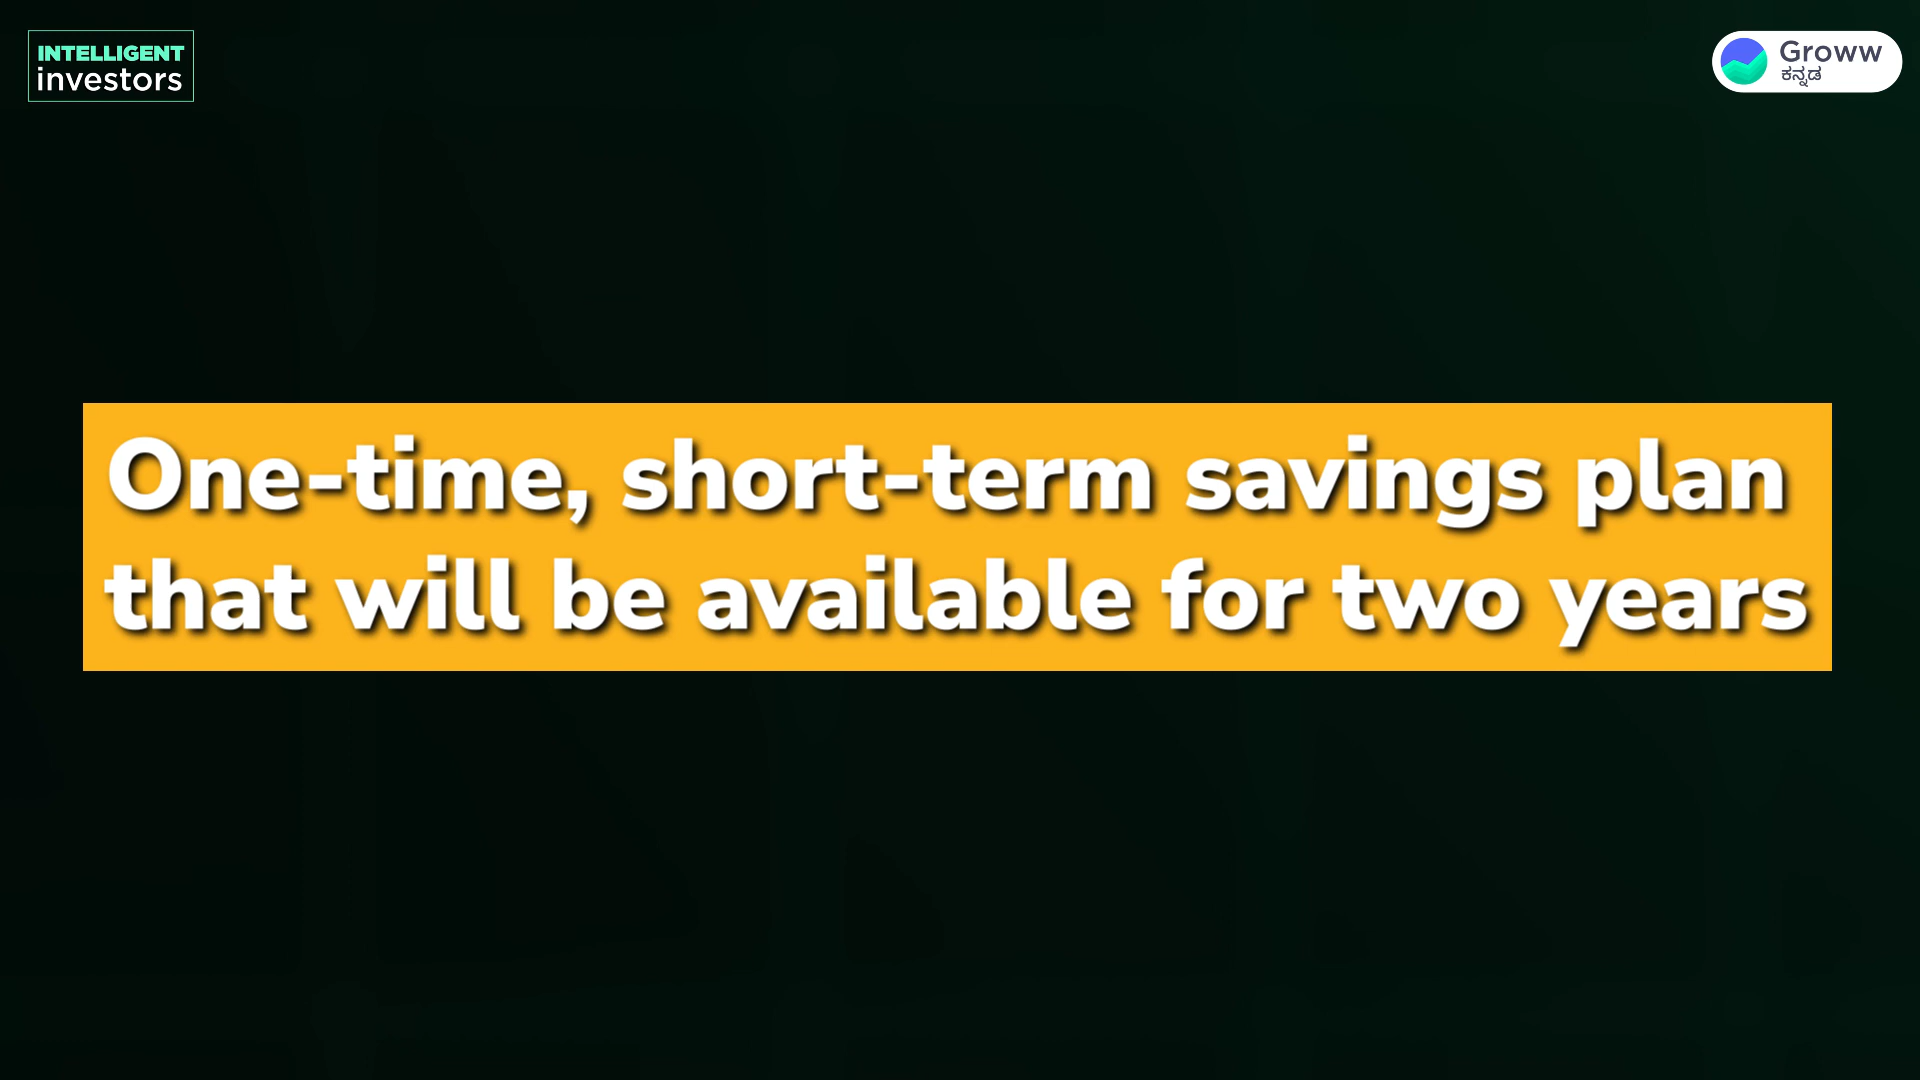 INTELLIGENT
investors
Groww
ಕನ್ನಡ
One-time, short-term savings plan
that will be available for two years